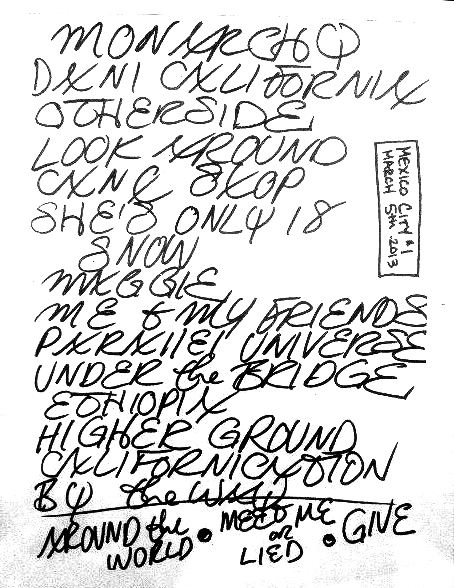 MONARCHY
DANI CALIFORNIA
OTHERSIDE
LOOK AROUND
CAN'T STOP
SHE'S ONLY 18
SNOW
MAGGIE
ME & MY FRIENDS
PARALLEL UNIVERSE
UNDER the BRIDGE
ETHIOPIA
HIGHER GROUND
CALIFORNICATION
BY the WAY
AROUND the WORLD • MEET ME or LIED • GIVE
MEXICO CITY #1
MARCH 5th 2013